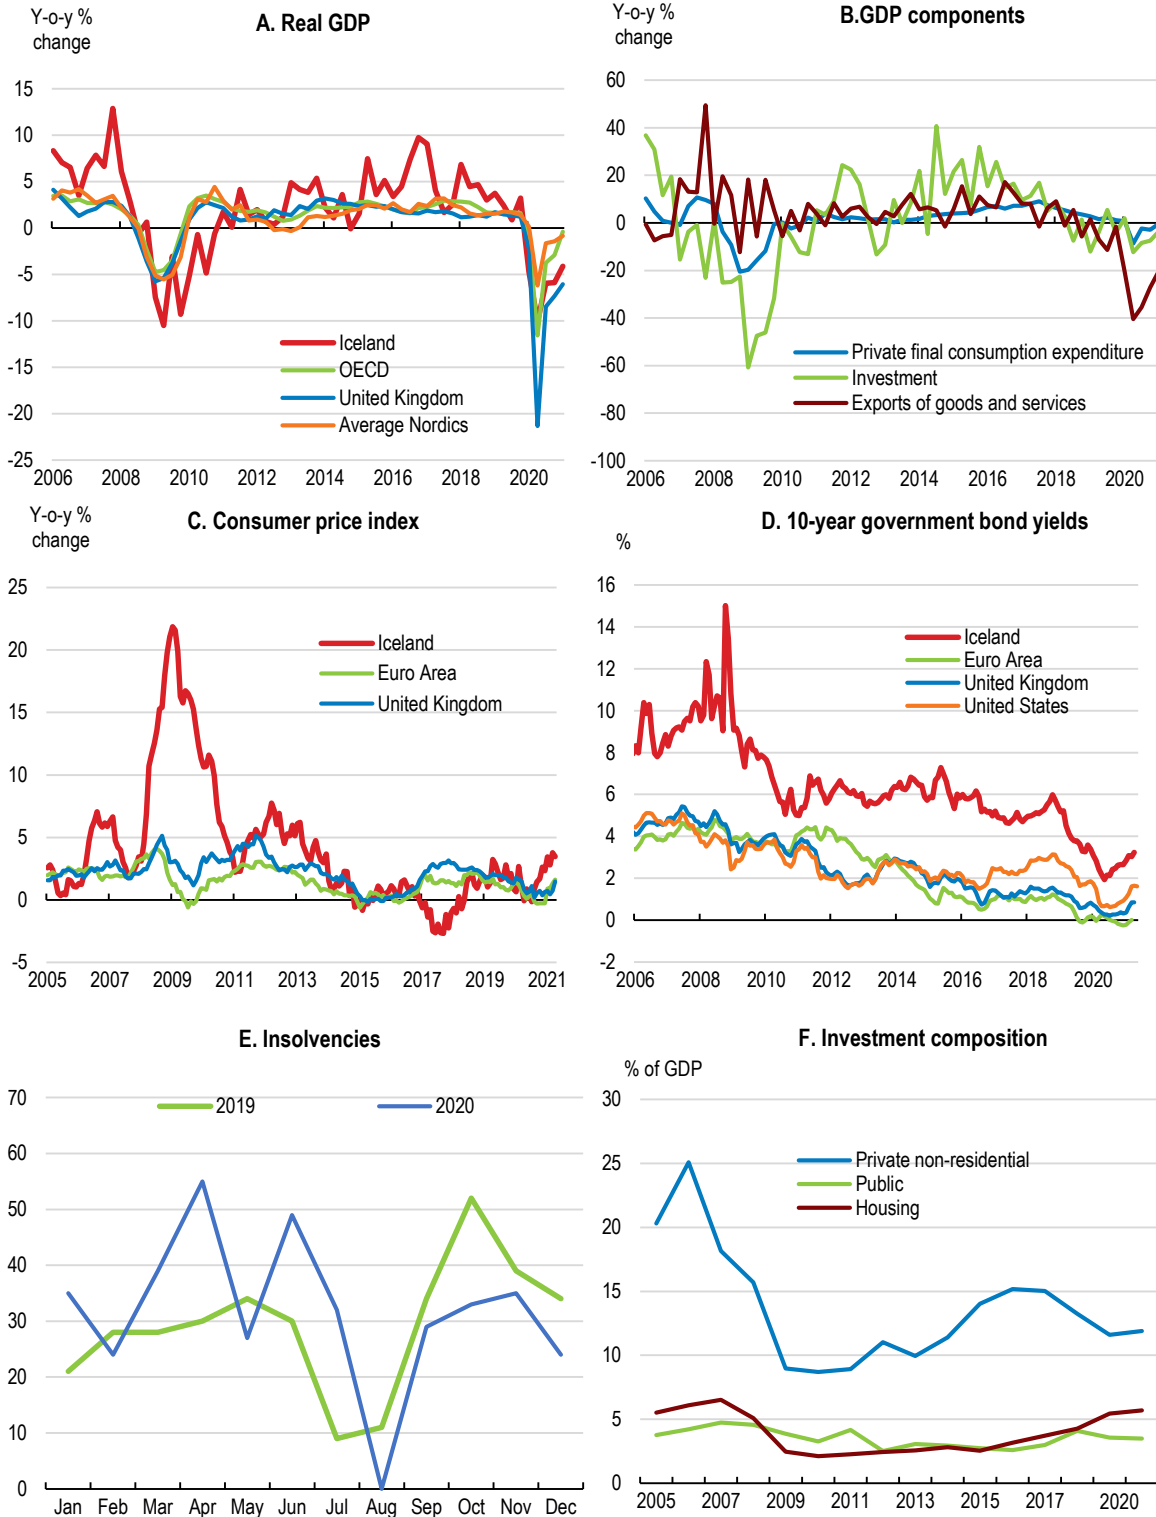 A. Real GDP
Y-o-y %
change
15
10
5
0
-5
-10
-15
-20
-25
Iceland
OECD
United Kingdom
Average Nordics
2006 2008 2010 2012 2014 2016 2018 2020
B.GDP components
Y-o-y %
change
60
40
20
0
-20
-40
-60
-80
-100
Private final consumption expenditure
Investment
Exports of goods and services
2006 2008 2010 2012 2014 2016 2018 2020
C. Consumer price index
Y-o-y %
change
25
20
15
10
5
0
-5
Iceland
Euro Area
United Kingdom
2005 2007 2009 2011 2013 2015 2017 2019 2021
D. 10-year government bond yields
%
16
14
12
10
8
6
4
2
0
-2
Iceland
Euro Area
United Kingdom
United States
2006 2008 2010 2012 2014 2016 2018 2020
E. Insolvencies
70
60
50
40
30
20
10
0
2019 2020
Jan Feb Mar Apr May Jun Jul Aug Sep Oct Nov Dec
F. Investment composition
% of GDP
30
25
20
15
10
5
0
Private non-residential
Public
Housing
2005 2007 2009 2011 2013 2015 2017 2020